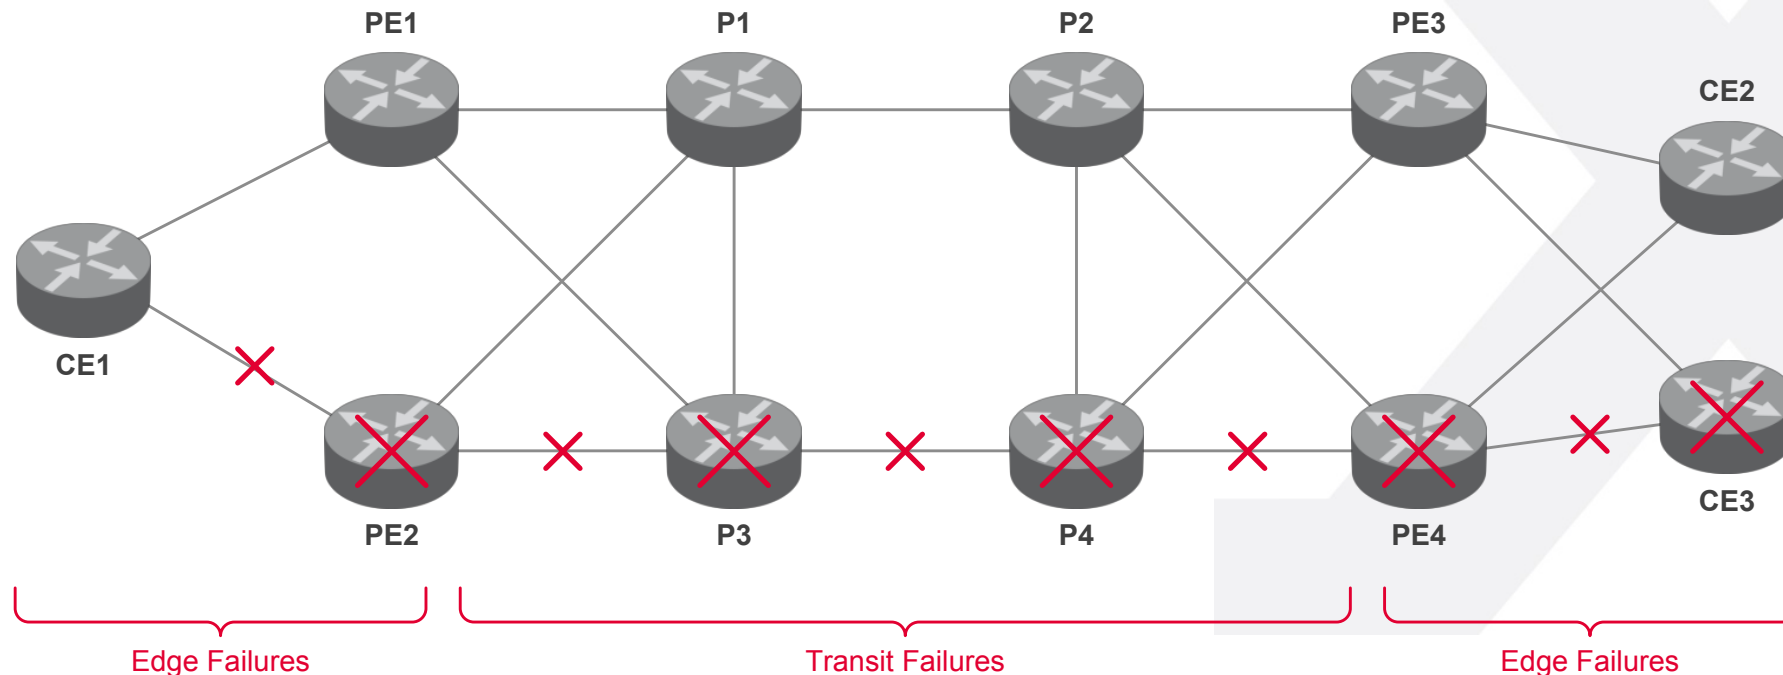 PE1
P1
P2
PE3
CE2
CE1
PE2
P3
P4
PE4
CE3
Edge Failures
Transit Failures
Edge Failures